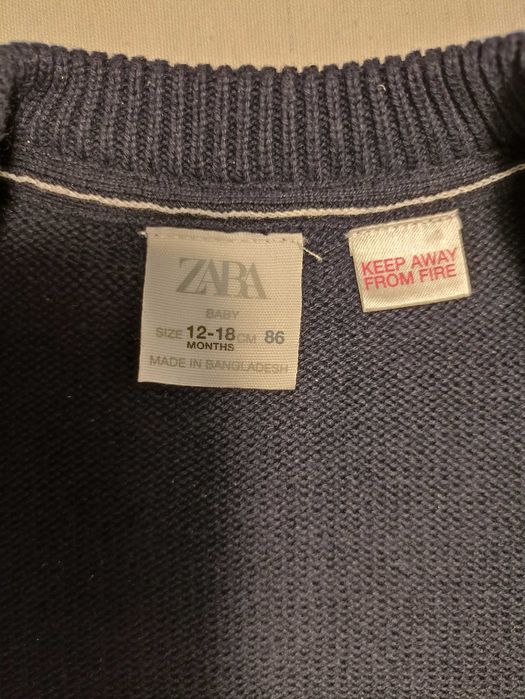 ZARA
BABY
SIZE 12-18 CM 86
MONTHS
MADE IN BANGLADESH
KEEP AWAY
FROM FIRE